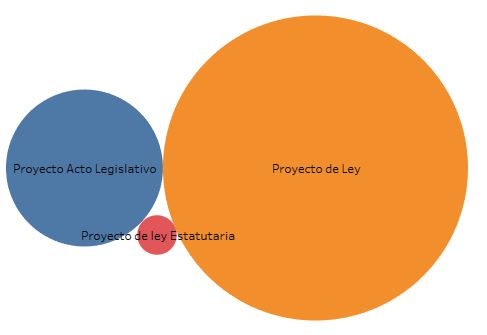 Proyecto Acto Legislativo
Proyecto de Ley
Proyecto de ley Estatutaria